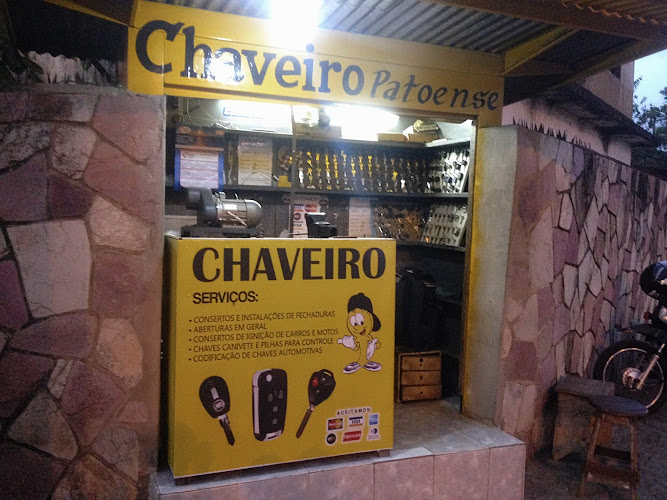 Chaveiro Patoense
CHAVEIRO
SERVIÇOS:
• CONSERTOS E INSTALAÇÕES DE FECHADURAS
• ABERTURAS EM GERAL
• CONSERTOS DE IGNIÇÃO DE CARROS E MOTOS
• CHAVES CANIVETE E PILHAS PARA CONTROLE
• CODIFICAÇÃO DE CHAVES AUTOMOTIVAS
ACEITAMOS
VISA